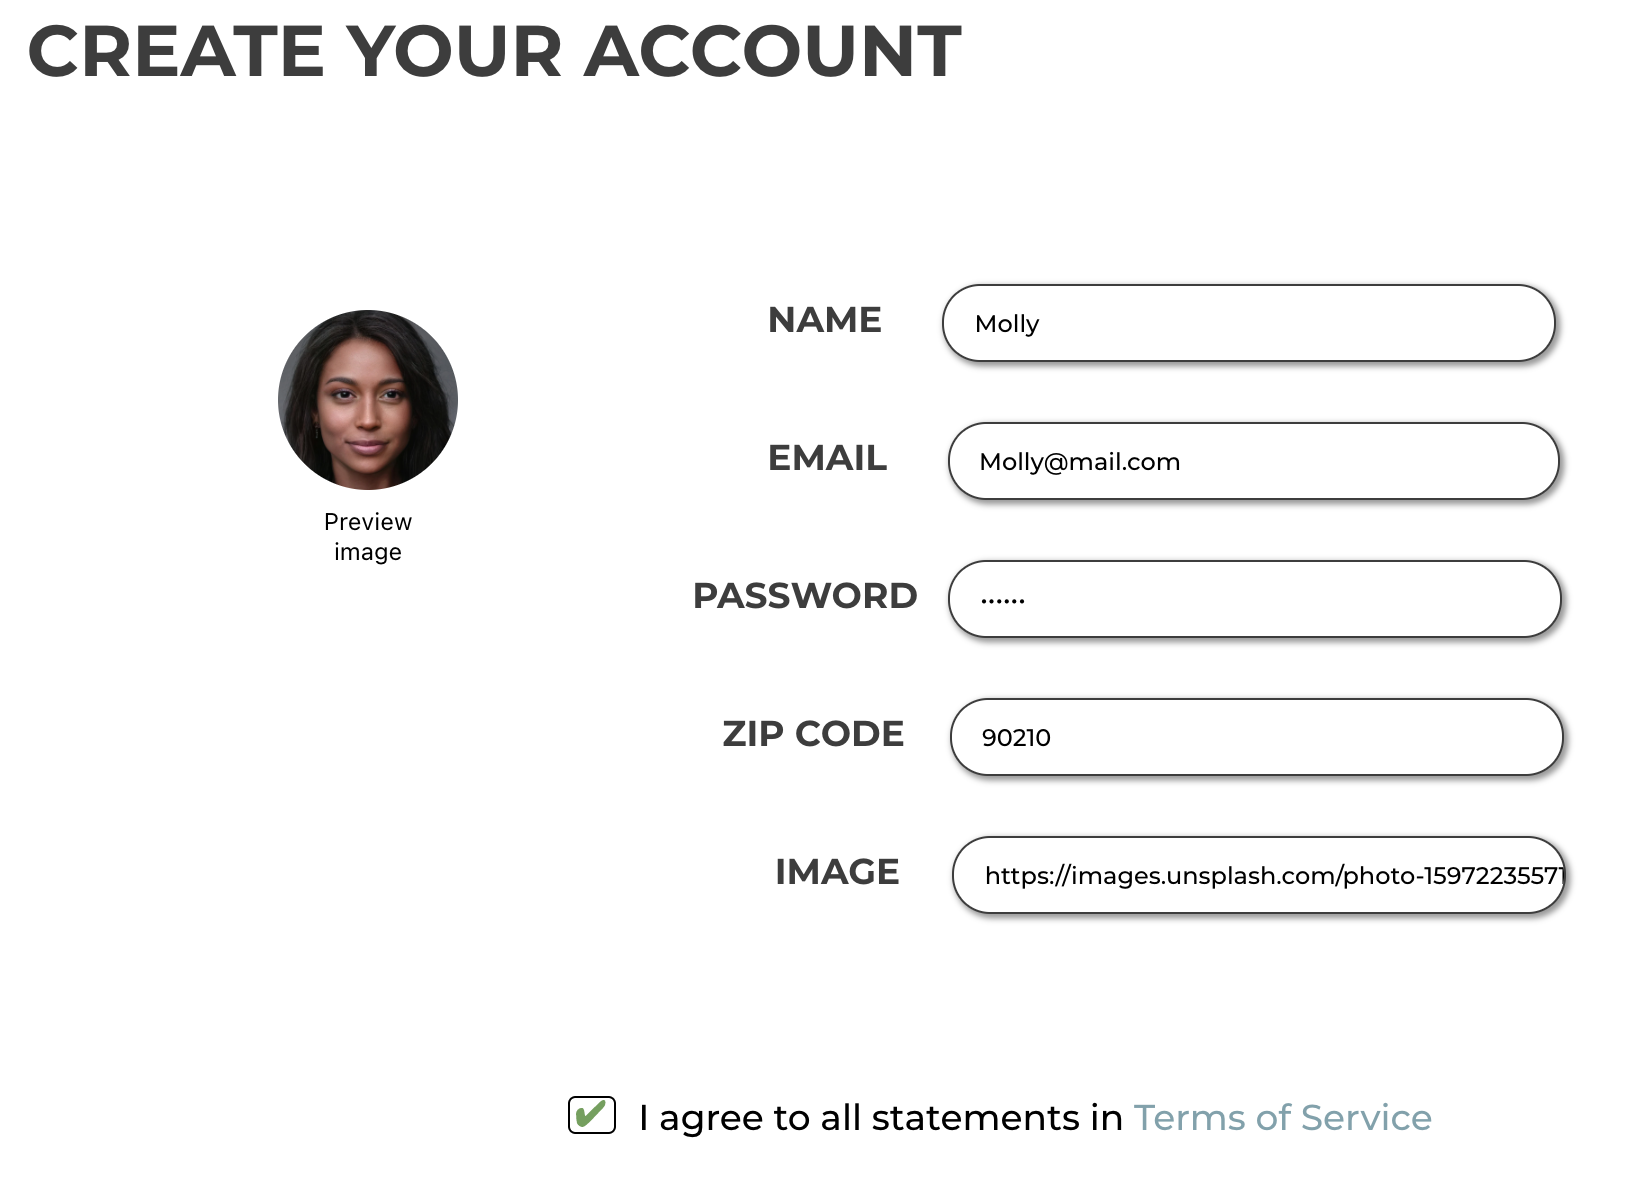 CREATE YOUR ACCOUNT
NAME Molly
EMAIL Molly@mail.com
Preview
image
PASSWORD ......
ZIP CODE 90210
IMAGE https://images.unsplash.com/photo-15972235571
I agree to all statements in Terms of Service